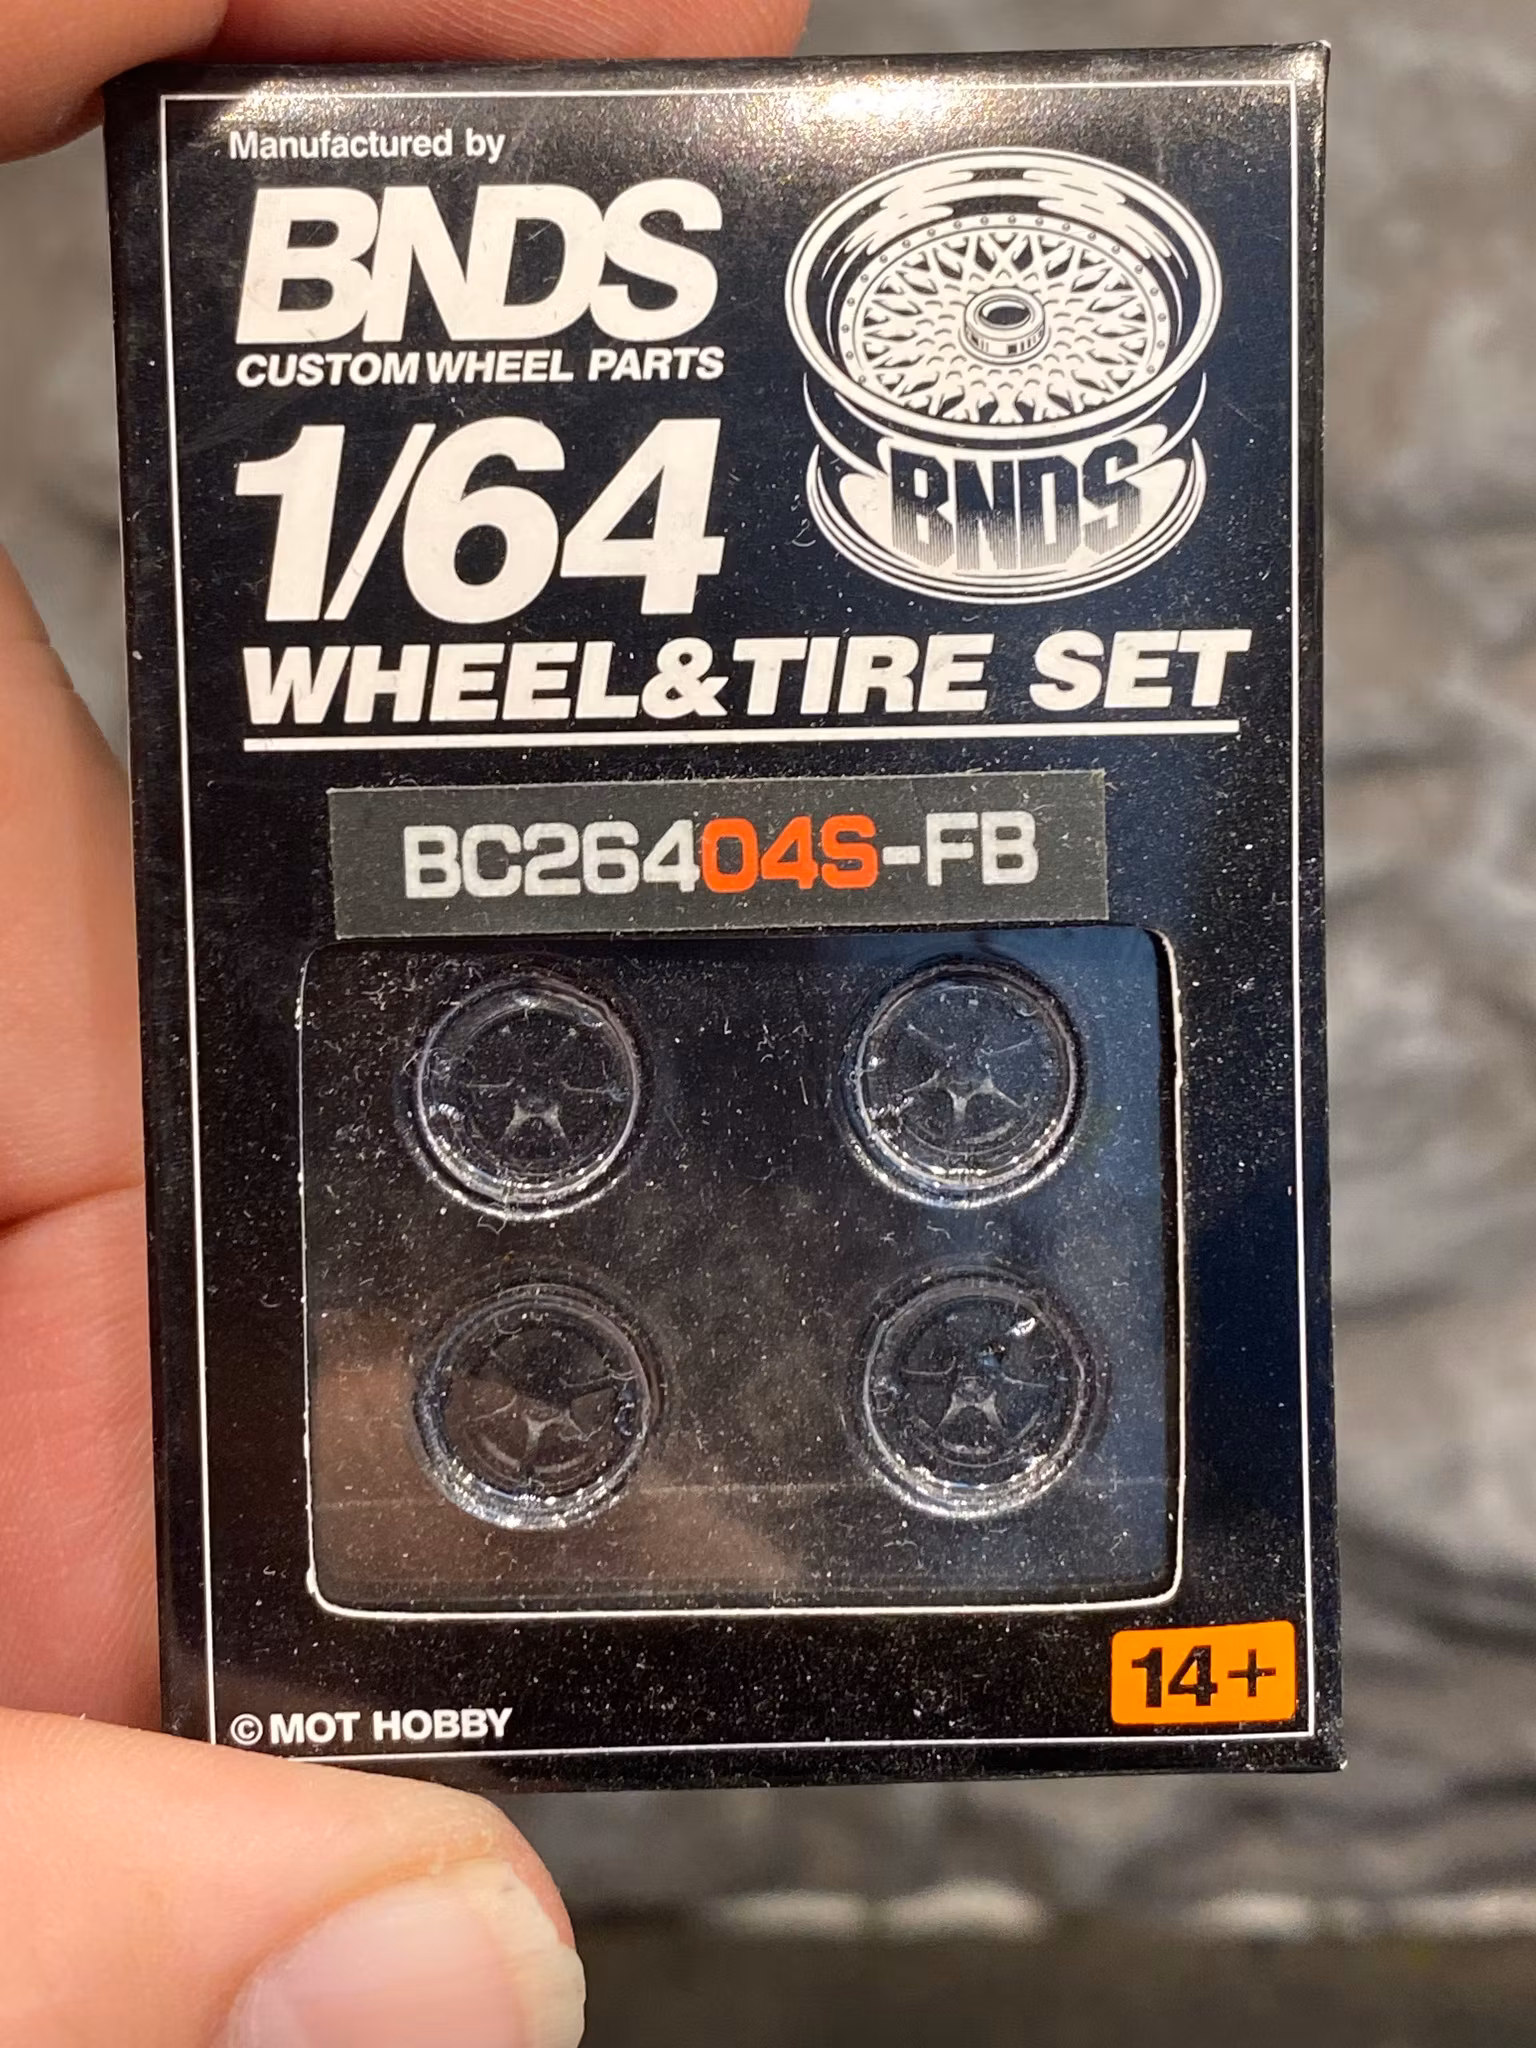 Manufactured by
BNDS
CUSTOM WHEEL PARTS
1/64
BNDS
WHEEL&TIRE SET
BC26404S-FB
14+
© MOT HOBBY